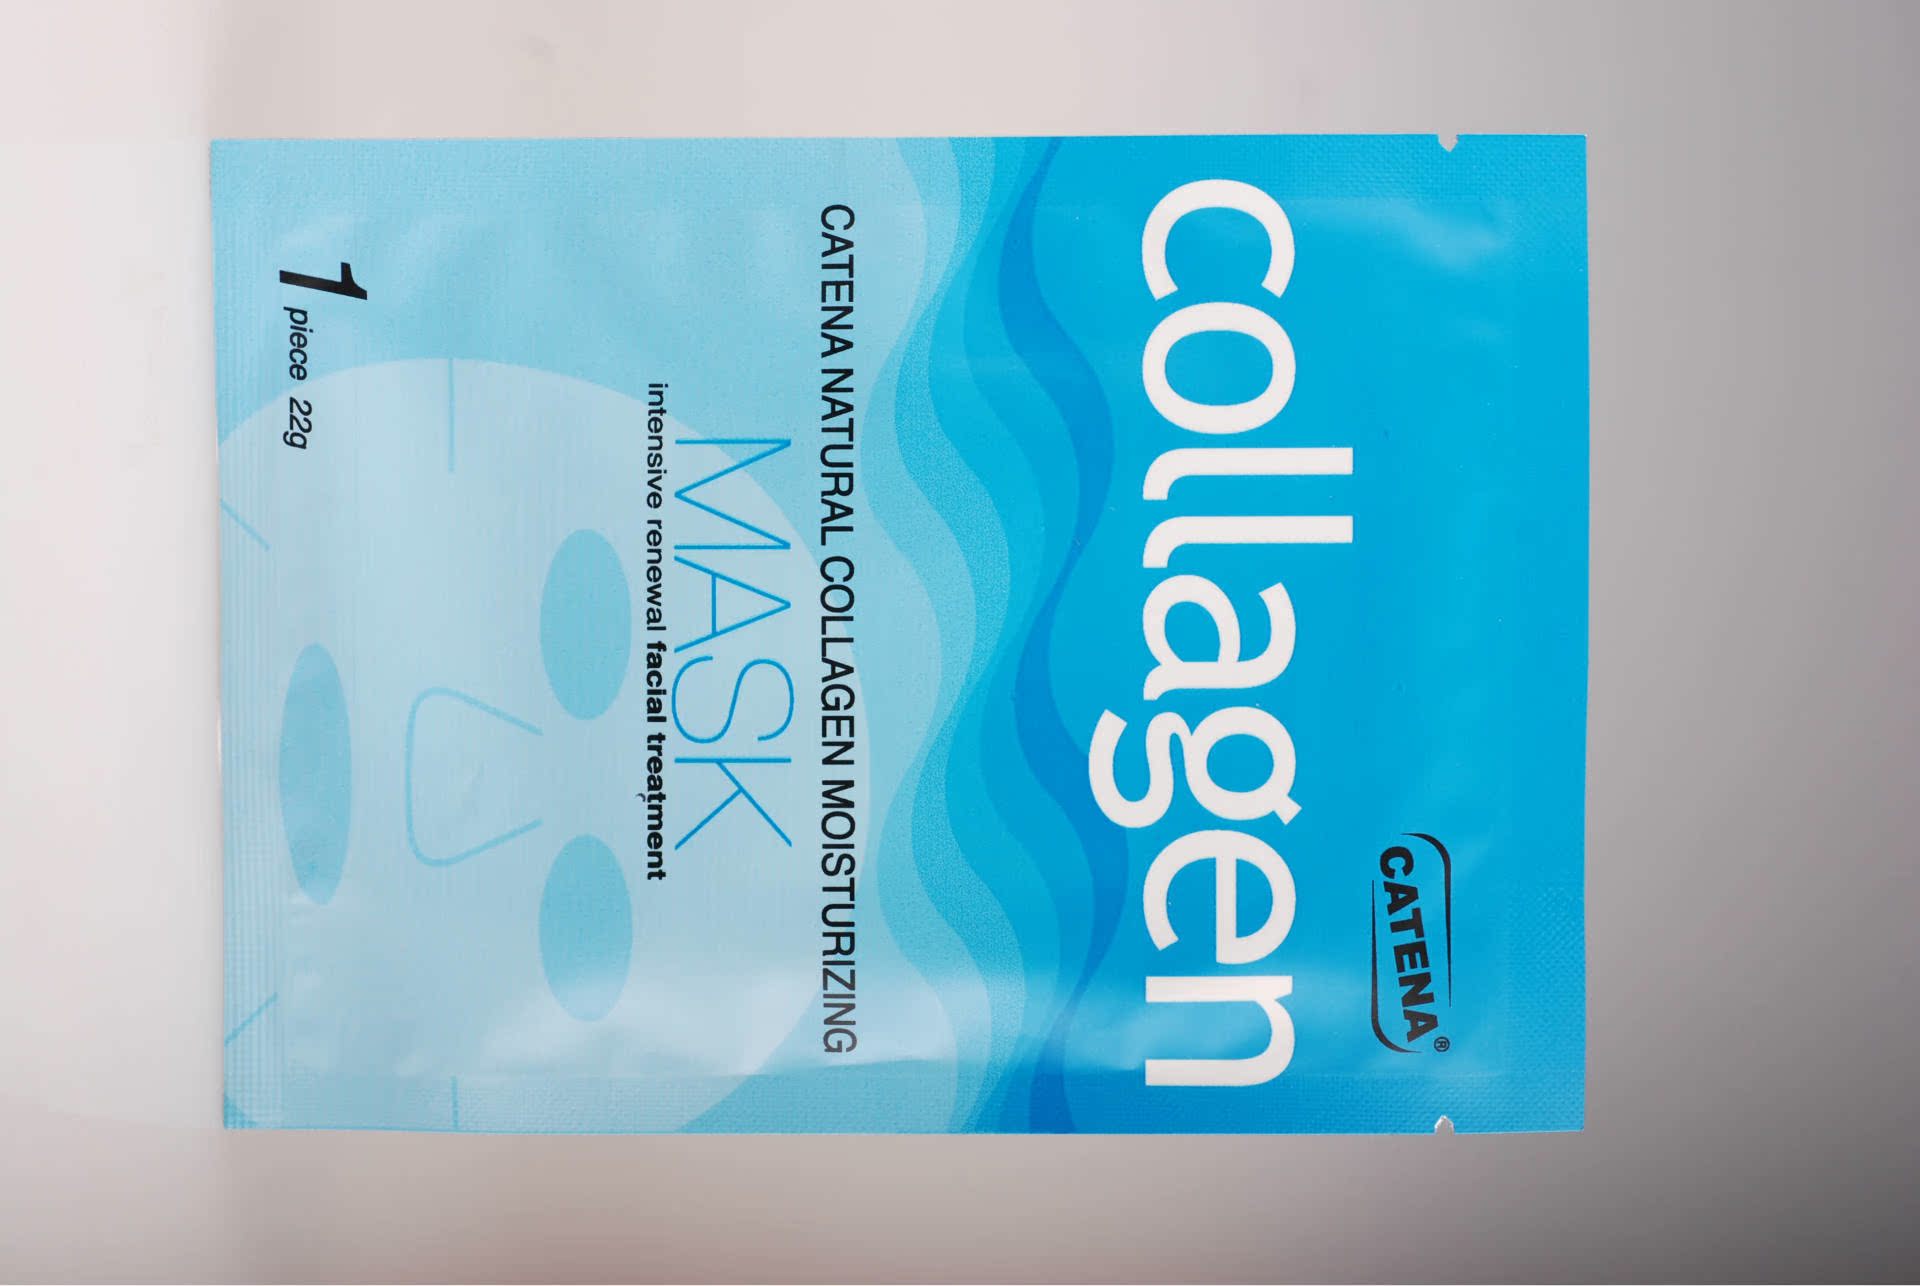 CATENA®
collagen
CATENA NATURAL COLLAGEN MOISTURIZING
MASK
intensive renewal facial treatment
1 piece 22g